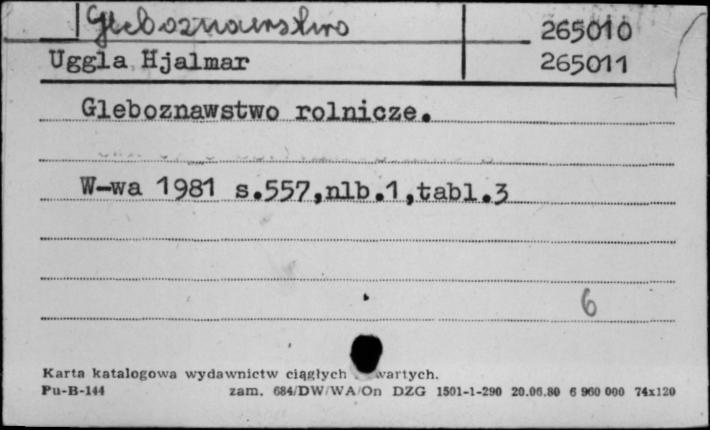 Gleboznawstwo 265010
Uggla Hjalmar 265011
Gleboznawstwo rolnicze.
W-wa 1981 s.557,nlb.1,tabl.3
6
Karta katalogowa wydawnictw ciągłych wartych.
Pu-B-144 zam. 684/DW/WA/On DZG 1501-1-290 20.06.80 6 960 000 74x120